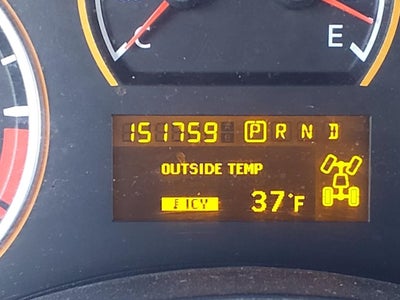 C E
151759 P R N D
OUTSIDE TEMP
ICY 37°F